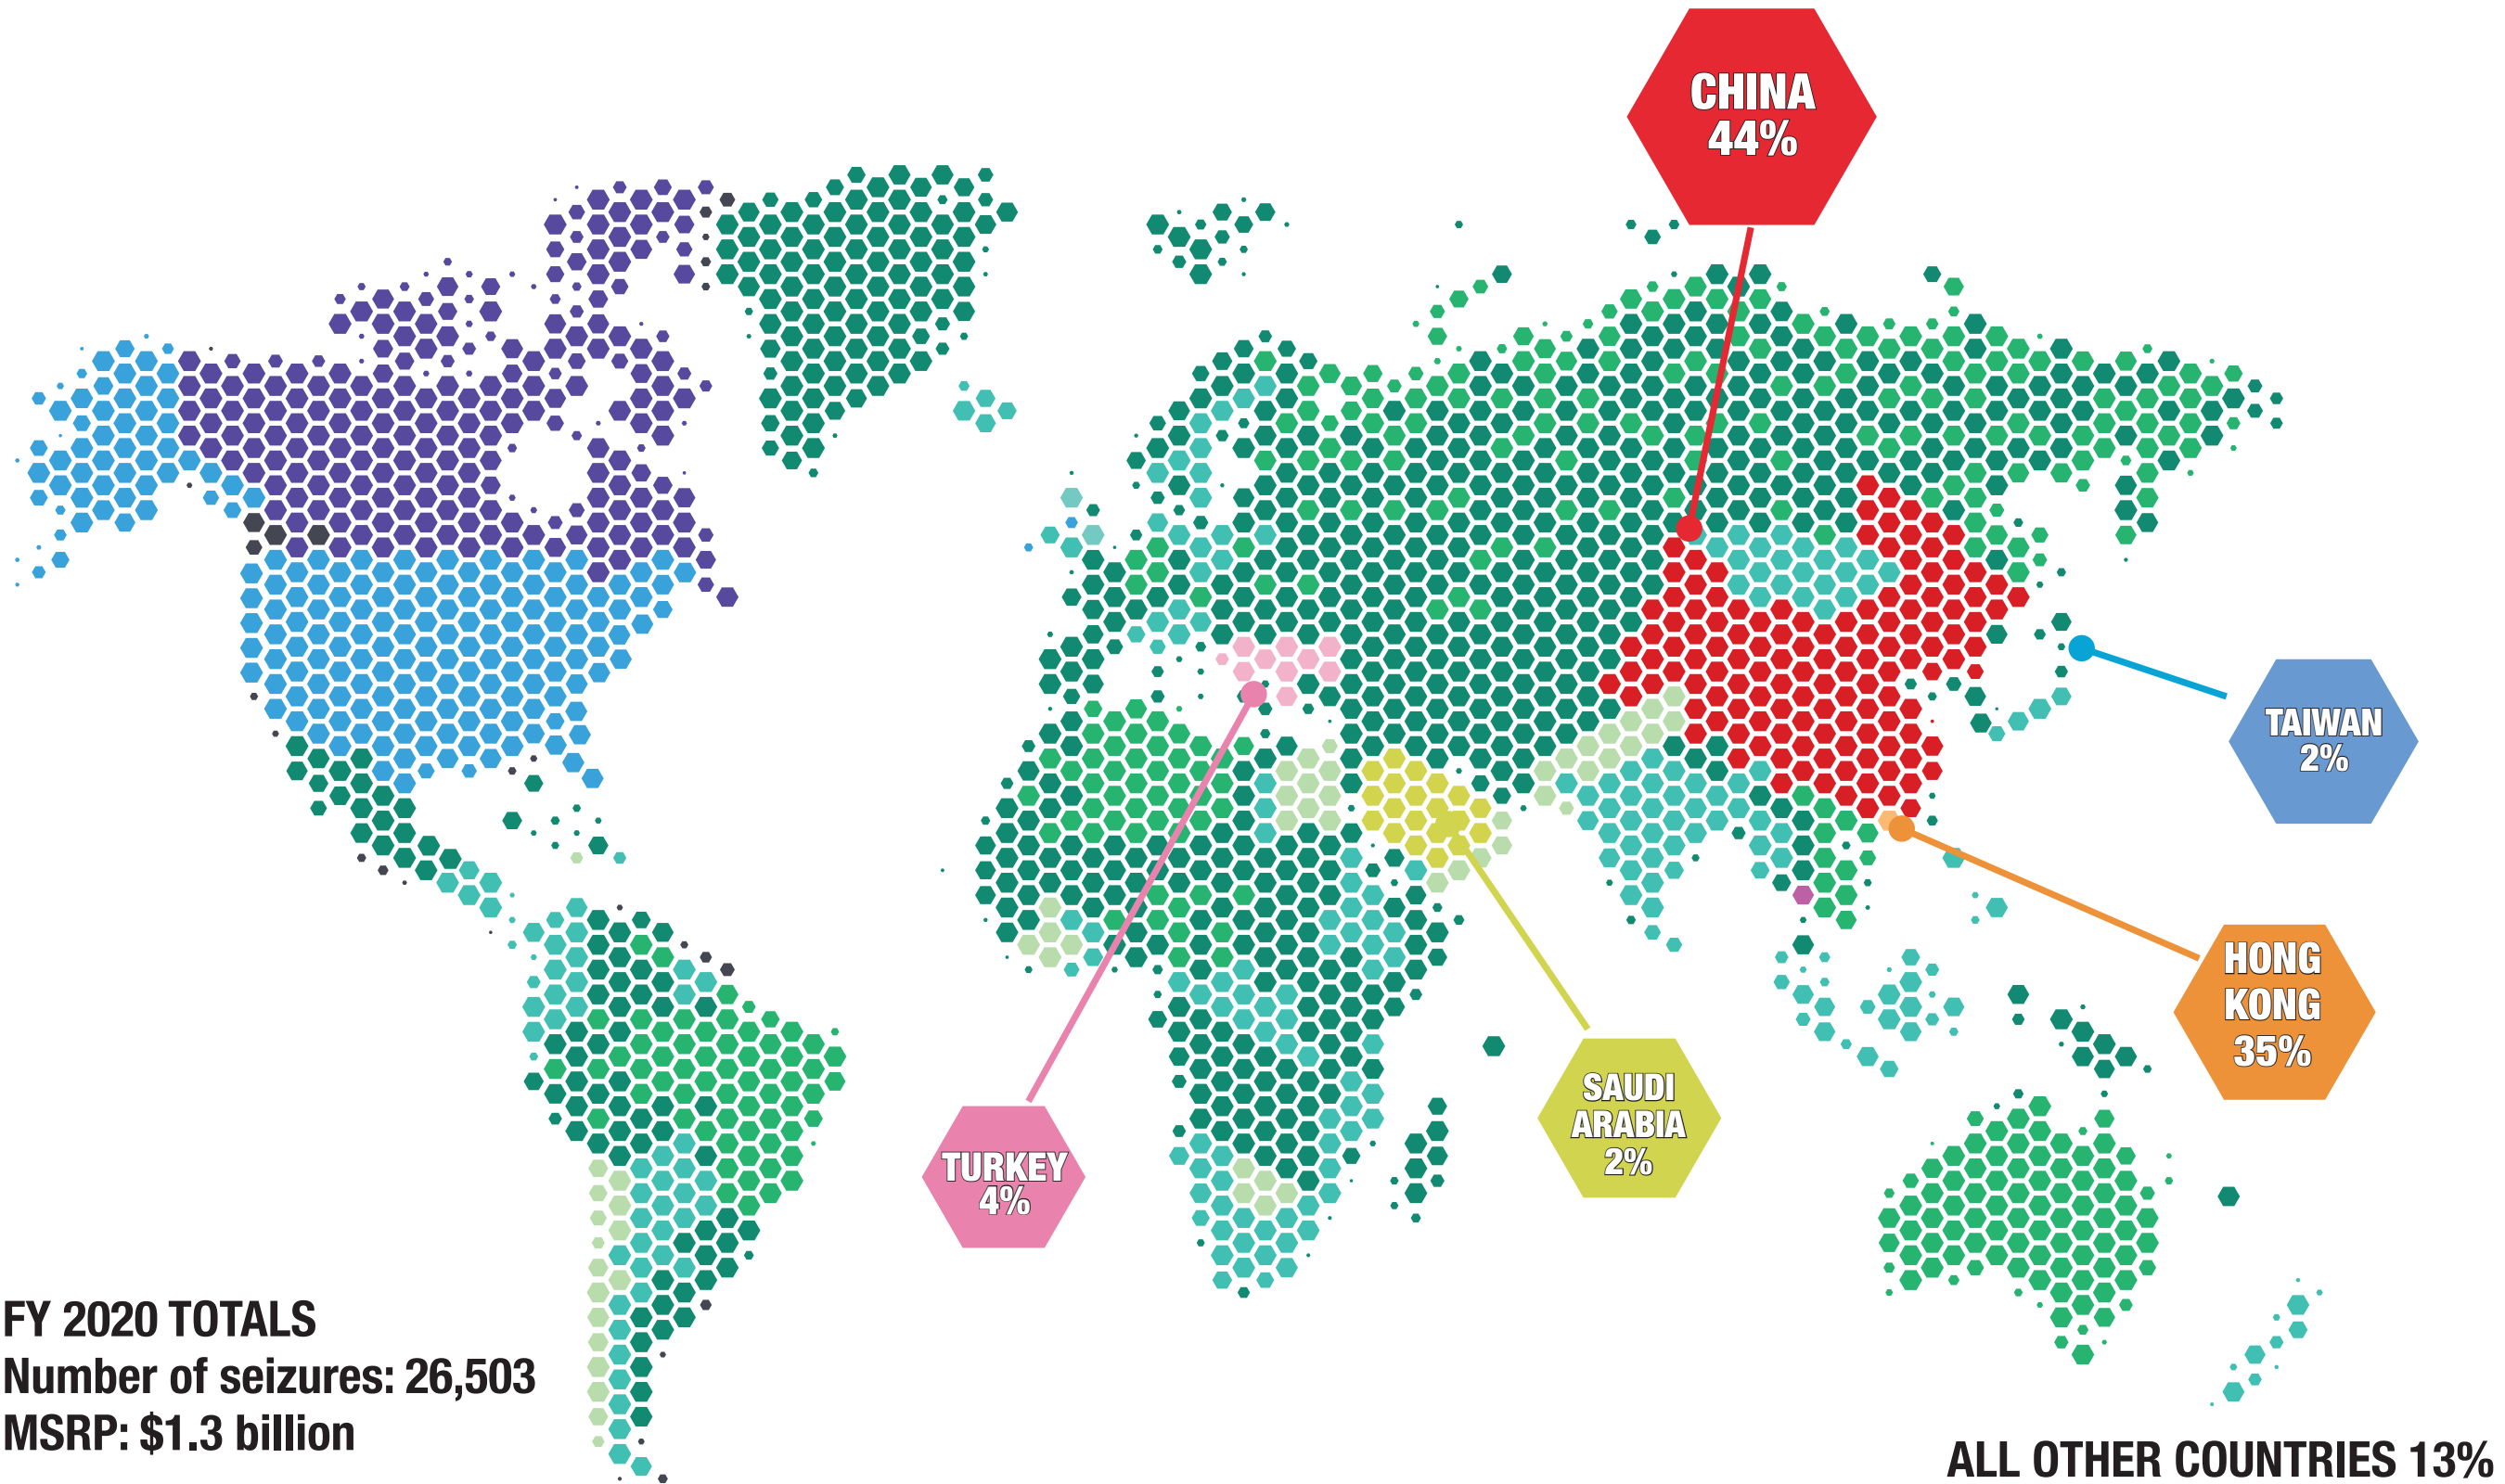 CHINA
44%
TAIWAN
2%
HONG
KONG
35%
SAUDI
ARABIA
2%
TURKEY
4%
FY 2020 TOTALS
Number of seizures: 26,503
MSRP: $1.3 billion
ALL OTHER COUNTRIES 13%